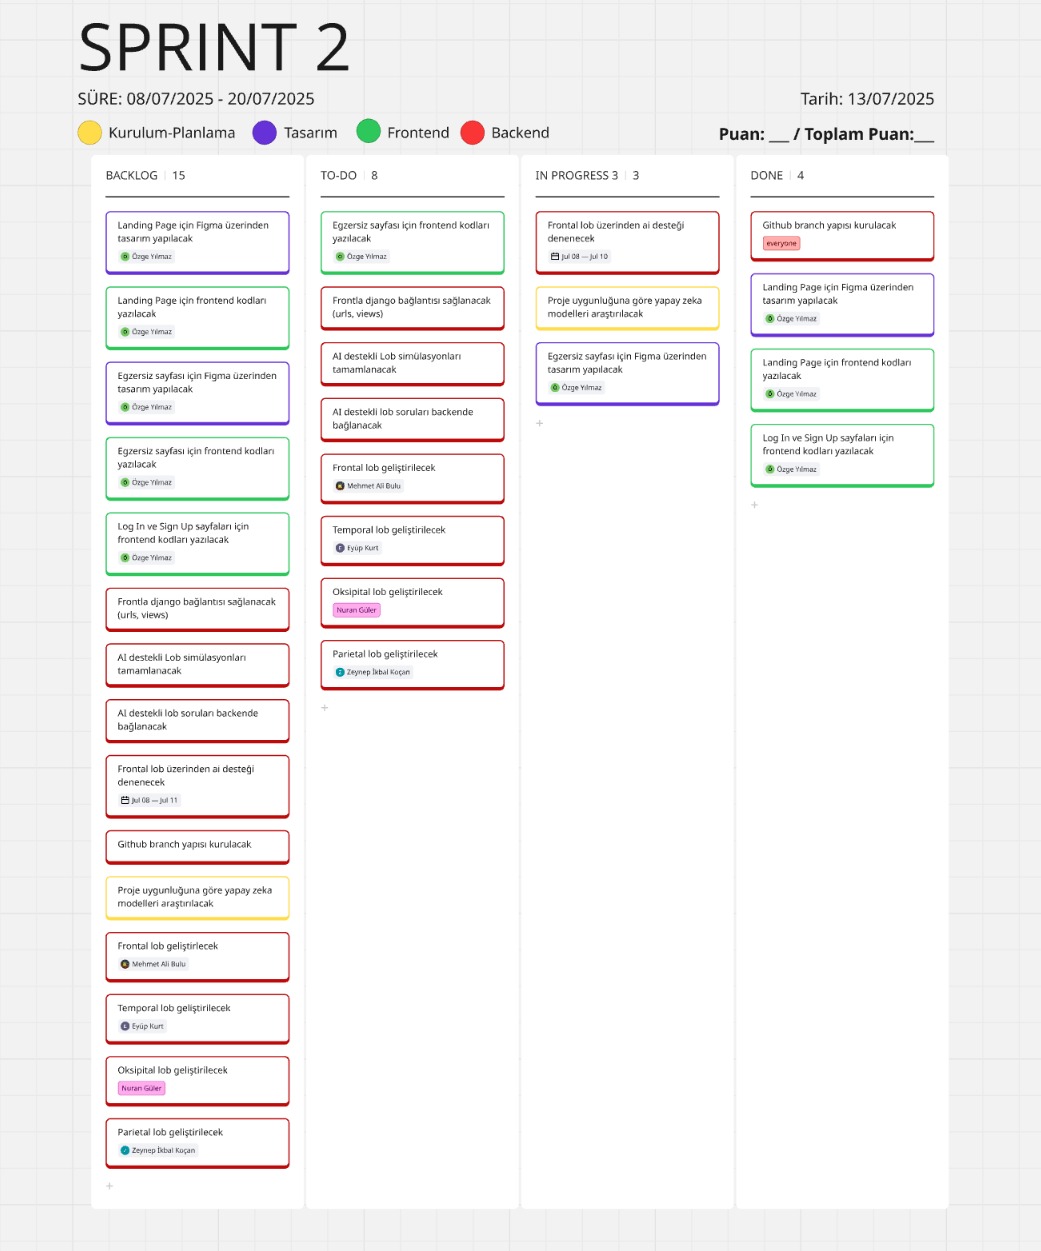 SPRINT 2
SÜRE: 08/07/2025 - 20/07/2025
Tarih: 13/07/2025
Kurulum-Planlama
Tasarım
Frontend
Backend
Puan: __ / Toplam Puan:__
BACKLOG 15
Landing Page için Figma üzerinden
tasarım yapılacak
Ö Özge Yılmaz
Landing Page için frontend kodları
yazılacak
Ö Özge Yılmaz
Egzersiz sayfası için Figma üzerinden
tasarım yapılacak
Ö Özge Yılmaz
Egzersiz sayfası için frontend kodları
yazılacak
Ö Özge Yılmaz
Log In ve Sign Up sayfaları için
frontend kodları yazılacak
Ö Özge Yılmaz
Frontla django bağlantısı sağlanacak
(urls, views)
AI destekli Lob simülasyonları
tamamlanacak
AI destekli lob soruları backende
bağlanacak
Frontal lob üzerinden ai desteği
denenecek
Jul 08 — Jul 11
Github branch yapısı kurulacak
Proje uygunluğuna göre yapay zeka
modelleri araştırılacak
Frontal lob geliştirlecek
Mehmet Ali Bulu
Temporal lob geliştirilecek
E Eyüp Kurt
Oksipital lob geliştirilecek
Nuran Güler
Parietal lob geliştirilecek
Zeynep İkbal Koçan
TO-DO 8
Egzersiz sayfası için frontend kodları
yazılacak
Ö Özge Yılmaz
Frontla django bağlantısı sağlanacak
(urls, views)
AI destekli Lob simülasyonları
tamamlanacak
AI destekli lob soruları backende
bağlanacak
Frontal lob geliştirilecek
Mehmet Ali Bulu
Temporal lob geliştirilecek
E Eyüp Kurt
Oksipital lob geliştirilecek
Nuran Güler
Parietal lob geliştirilecek
Zeynep İkbal Koçan
IN PROGRESS 3 3
Frontal lob üzerinden ai desteği
denenecek
Jul 08 — Jul 10
Proje uygunluğuna göre yapay zeka
modelleri araştırılacak
Egzersiz sayfası için Figma üzerinden
tasarım yapılacak
Ö Özge Yılmaz
DONE 4
Github branch yapısı kurulacak
everyone
Landing Page için Figma üzerinden
tasarım yapılacak
Ö Özge Yılmaz
Landing Page için frontend kodları
yazılacak
Ö Özge Yılmaz
Log In ve Sign Up sayfaları için
frontend kodları yazılacak
Ö Özge Yılmaz